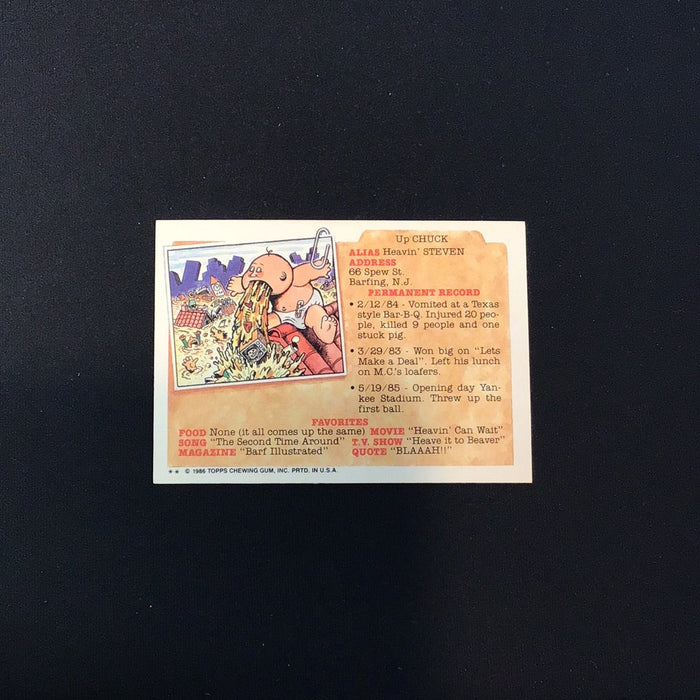 Up CHUCK
ALIAS Heavin' STEVEN
ADDRESS
66 Spew St.
Barfing, N.J.
PERMANENT RECORD
• 2/12/84 - Vomited at a Texas
style Bar-B-Q. Injured 20 peo-
ple, killed 9 people and one
stuck pig.
• 3/29/83 - Won big on "Lets
Make a Deal". Left his lunch
on M.C.'s loafers.
• 5/19/85 - Opening day Yan-
kee Stadium. Threw up the
first ball.
FAVORITES
FOOD None (it all comes up the same) MOVIE "Heavin' Can Wait"
SONG "The Second Time Around" T.V. SHOW "Heave it to Beaver"
MAGAZINE "Barf Illustrated" QUOTE "BLAAAH!!"
** © 1986 TOPPS CHEWING GUM, INC. PRTD. IN U.S.A.